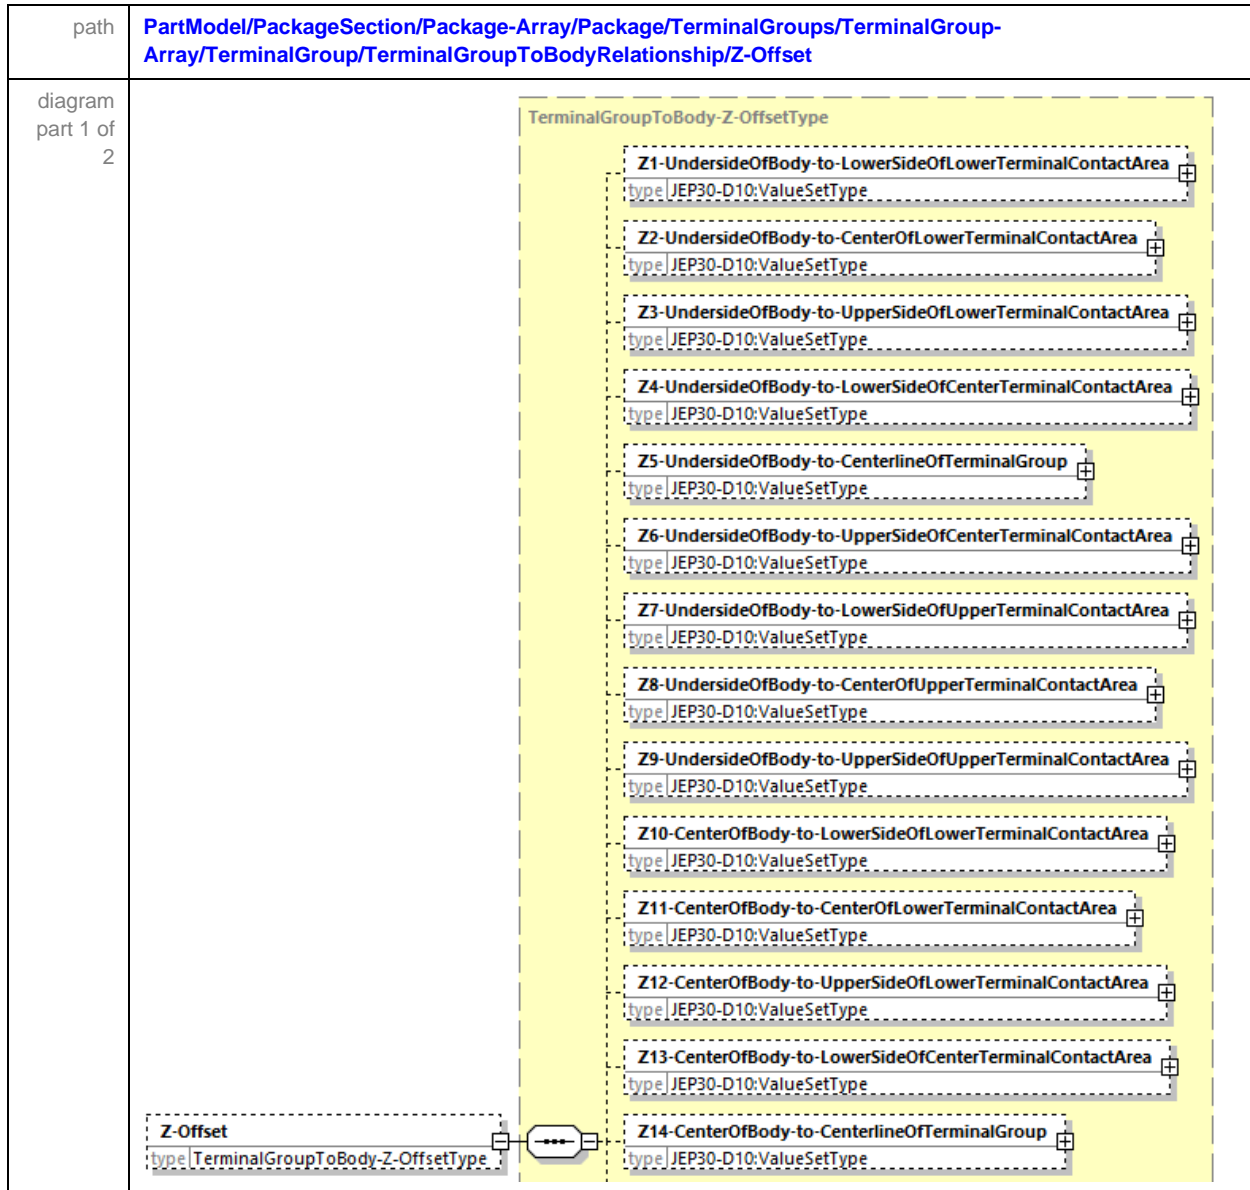 path
PartModel/PackageSection/Package-Array/Package/TerminalGroups/TerminalGroup-
Array/TerminalGroup/TerminalGroupToBodyRelationship/Z-Offset
diagram
part 1 of
2
TerminalGroupToBody-Z-OffsetType
Z1-UndersideOfBody-to-LowerSideOfLowerTerminalContactArea
type JEP30-D10:ValueSetType
Z2-UndersideOfBody-to-CenterOfLowerTerminalContactArea
type JEP30-D10:ValueSetType
Z3-UndersideOfBody-to-UpperSideOfLowerTerminalContactArea
type JEP30-D10:ValueSetType
Z4-UndersideOfBody-to-LowerSideOfCenterTerminalContactArea
type JEP30-D10:ValueSetType
Z5-UndersideOfBody-to-CenterlineOfTerminalGroup
type JEP30-D10:ValueSetType
Z6-UndersideOfBody-to-UpperSideOfCenterTerminalContactArea
type JEP30-D10:ValueSetType
Z7-UndersideOfBody-to-LowerSideOfUpperTerminalContactArea
type JEP30-D10:ValueSetType
Z8-UndersideOfBody-to-CenterOfUpperTerminalContactArea
type JEP30-D10:ValueSetType
Z9-UndersideOfBody-to-UpperSideOfUpperTerminalContactArea
type JEP30-D10:ValueSetType
Z10-CenterOfBody-to-LowerSideOfLowerTerminalContactArea
type JEP30-D10:ValueSetType
Z11-CenterOfBody-to-CenterOfLowerTerminalContactArea
type JEP30-D10:ValueSetType
Z12-CenterOfBody-to-UpperSideOfLowerTerminalContactArea
type JEP30-D10:ValueSetType
Z13-CenterOfBody-to-LowerSideOfCenterTerminalContactArea
type JEP30-D10:ValueSetType
Z-Offset
type TerminalGroupToBody-Z-OffsetType
Z14-CenterOfBody-to-CenterlineOfTerminalGroup
type JEP30-D10:ValueSetType